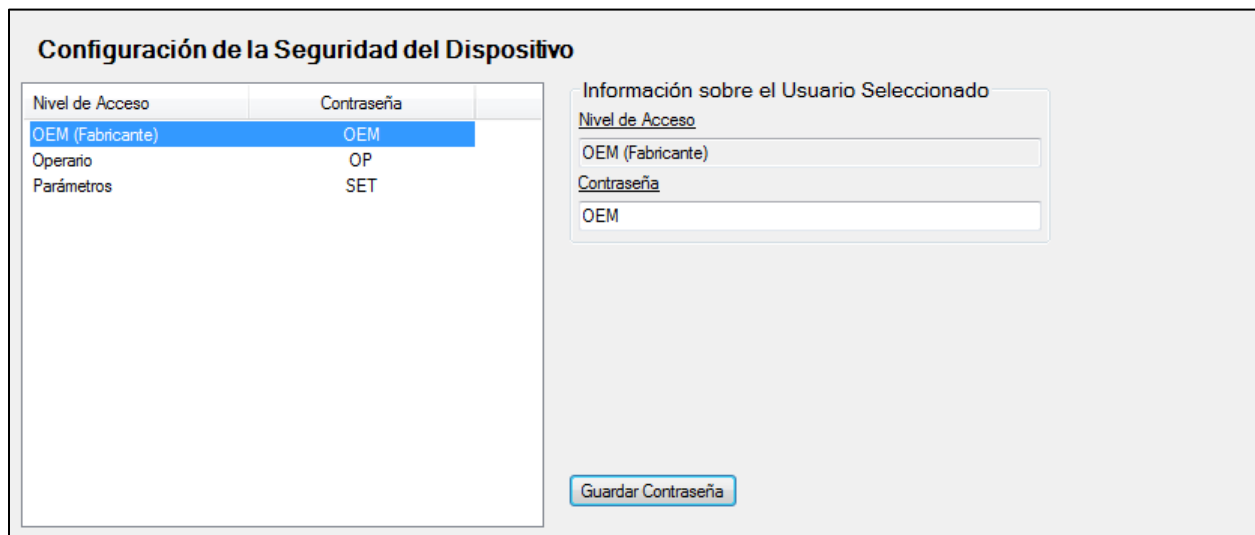 Configuración de la Seguridad del Dispositivo
Nivel de Acceso Contraseña
OEM (Fabricante) OEM
Operario OP
Parámetros SET
Información sobre el Usuario Seleccionado
Nivel de Acceso
OEM (Fabricante)
Contraseña
OEM
Guardar Contraseña